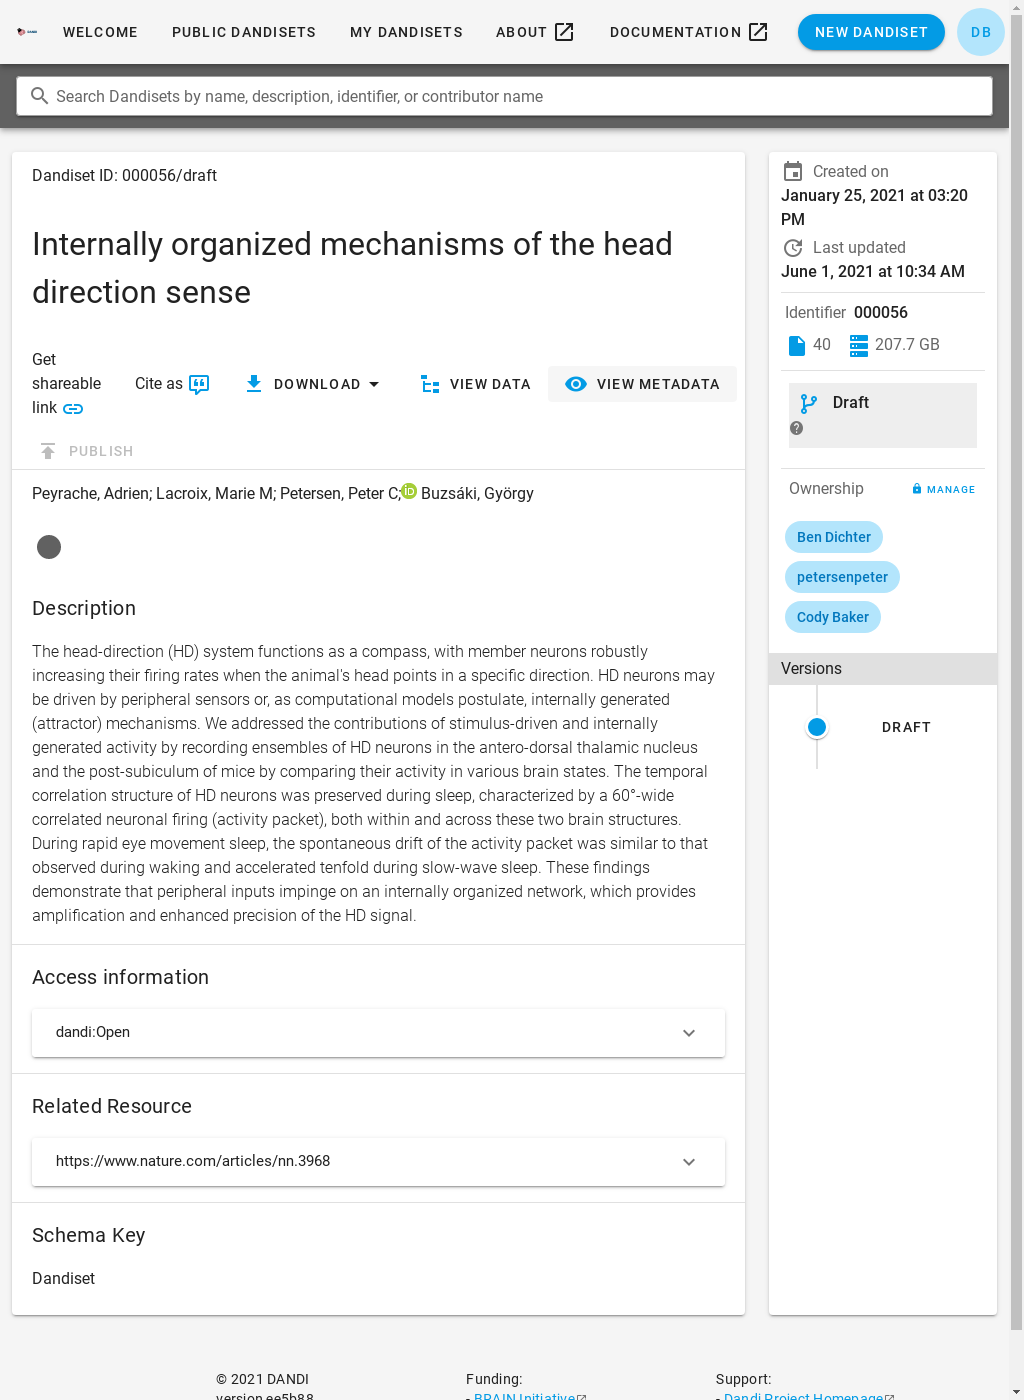 WELCOME PUBLIC DANDISETS MY DANDISETS ABOUT DOCUMENTATION NEW DANDISET DB
Search Dandisets by name, description, identifier, or contributor name
Dandiset ID: 000056/draft
Internally organized mechanisms of the head
direction sense
Get
shareable
link
Cite as
DOWNLOAD
VIEW DATA
VIEW METADATA
PUBLISH
Peyrache, Adrien; Lacroix, Marie M; Petersen, Peter C; Buzsáki, György
Description
The head-direction (HD) system functions as a compass, with member neurons robustly
increasing their firing rates when the animal's head points in a specific direction. HD neurons may
be driven by peripheral sensors or, as computational models postulate, internally generated
(attractor) mechanisms. We addressed the contributions of stimulus-driven and internally
generated activity by recording ensembles of HD neurons in the antero-dorsal thalamic nucleus
and the post-subiculum of mice by comparing their activity in various brain states. The temporal
correlation structure of HD neurons was preserved during sleep, characterized by a 60°-wide
correlated neuronal firing (activity packet), both within and across these two brain structures.
During rapid eye movement sleep, the spontaneous drift of the activity packet was similar to that
observed during waking and accelerated tenfold during slow-wave sleep. These findings
demonstrate that peripheral inputs impinge on an internally organized network, which provides
amplification and enhanced precision of the HD signal.
Access information
dandi:Open
Related Resource
https://www.nature.com/articles/nn.3968
Schema Key
Dandiset
Created on
January 25, 2021 at 03:20
PM
Last updated
June 1, 2021 at 10:34 AM
Identifier 000056
40 207.7 GB
Draft
Ownership MANAGE
Ben Dichter
petersenpeter
Cody Baker
Versions
DRAFT
© 2021 DANDI
version ee5b88
Funding:
- BRAIN Initiative
Support:
- Dandi Project Homepage